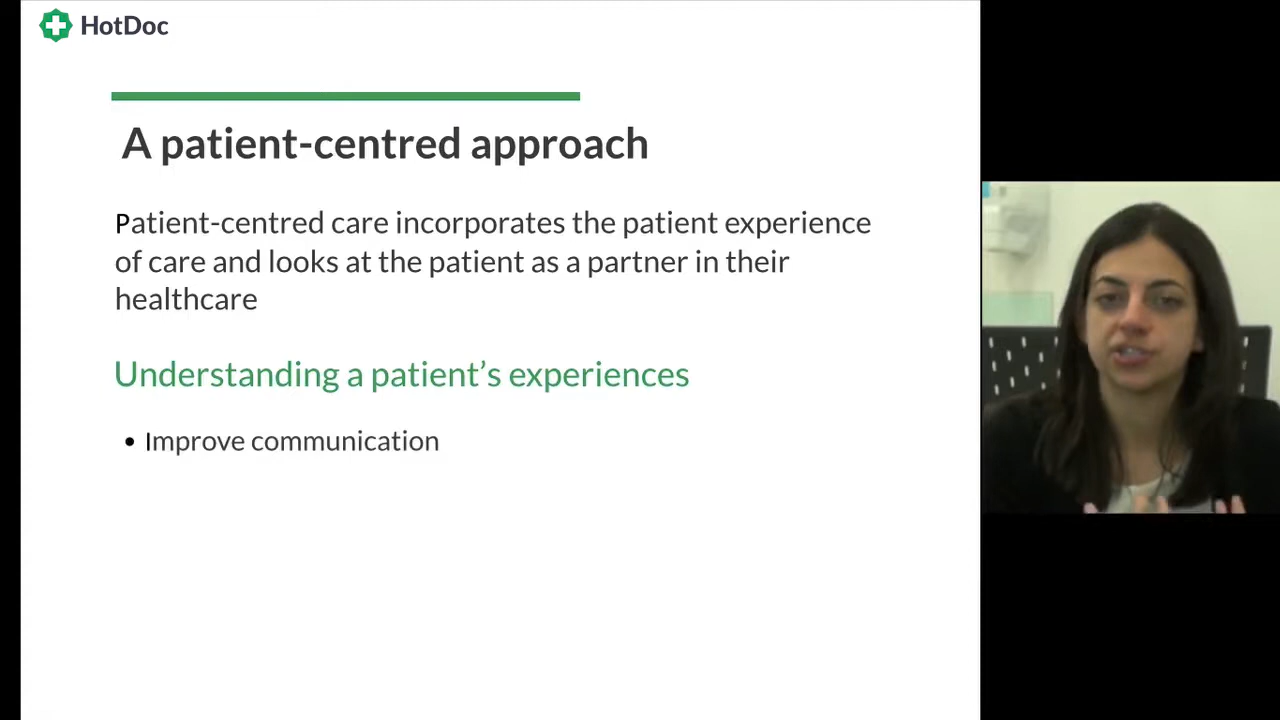 HotDoc
A patient-centred approach
Patient-centred care incorporates the patient experience
of care and looks at the patient as a partner in their
healthcare
Understanding a patient’s experiences
• Improve communication